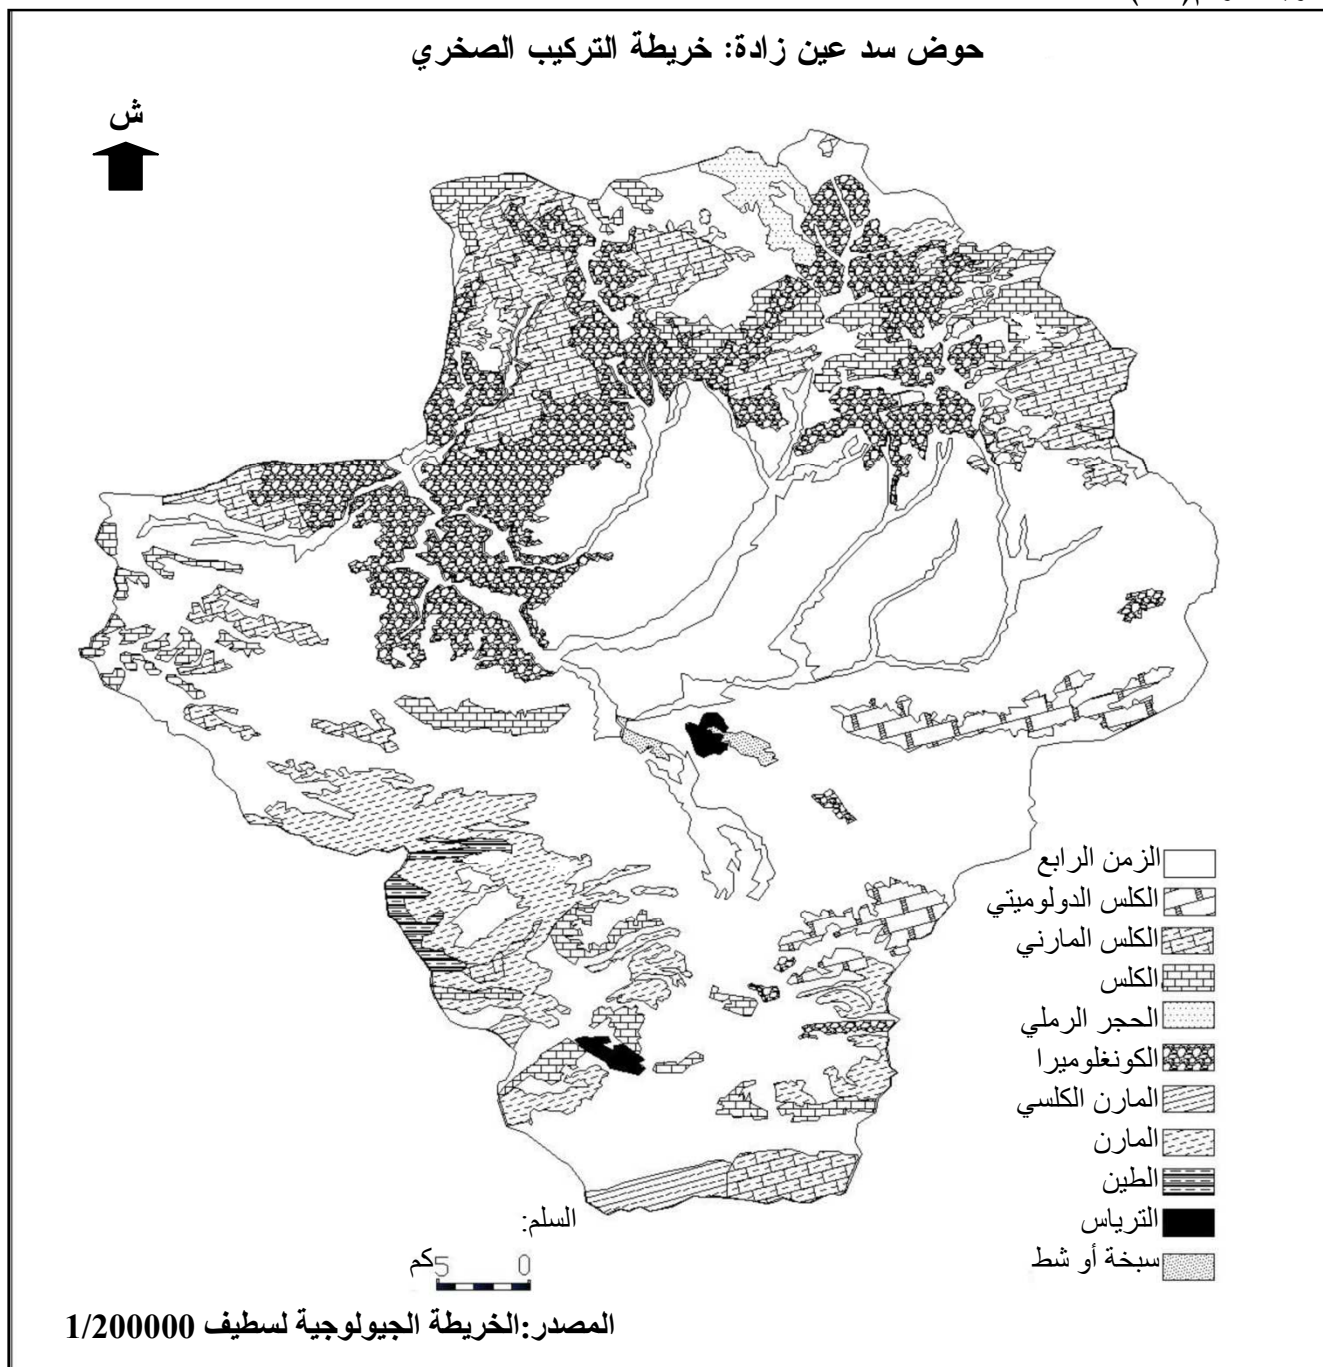 حوض سد عين زادة: خريطة التركيب الصخري
ش
الزمن الرابع
الكلس الدولوميتي
الكلس المارني
الكلس
الحجر الرملي
الكونغلوميرا
المارن الكلسي
المارن
الطين
الترياس
سبخة أو شط
السلم:
0 5 كم
المصدر:الخريطة الجيولوجية لسطيف 1/200000